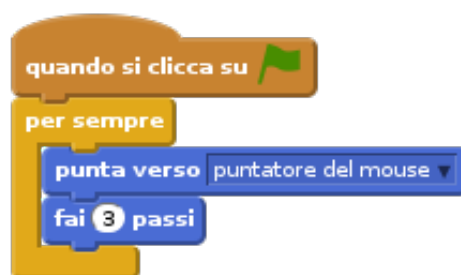 quando si clicca su
per sempre
punta verso puntatore del mouse
fai 3 passi